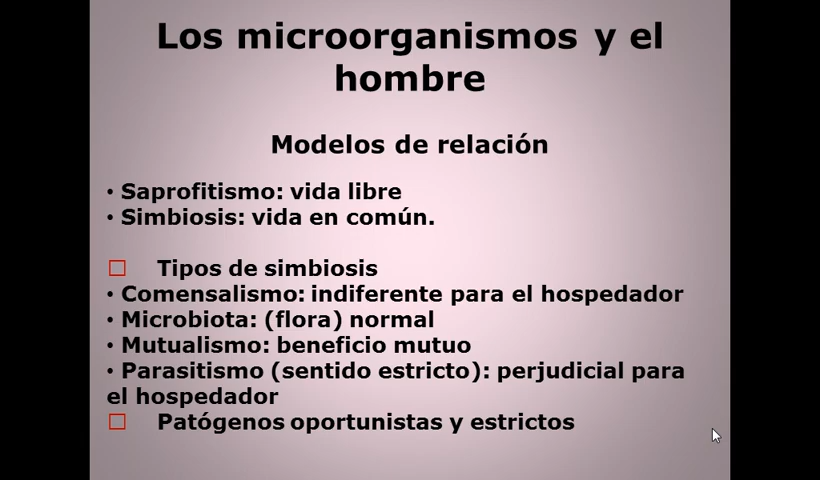 Los microorganismos y el
hombre
Modelos de relación
• Saprofitismo: vida libre
• Simbiosis: vida en común.
☐ Tipos de simbiosis
• Comensalismo: indiferente para el hospedador
• Microbiota: (flora) normal
• Mutualismo: beneficio mutuo
• Parasitismo (sentido estricto): perjudicial para
el hospedador
☐ Patógenos oportunistas y estrictos